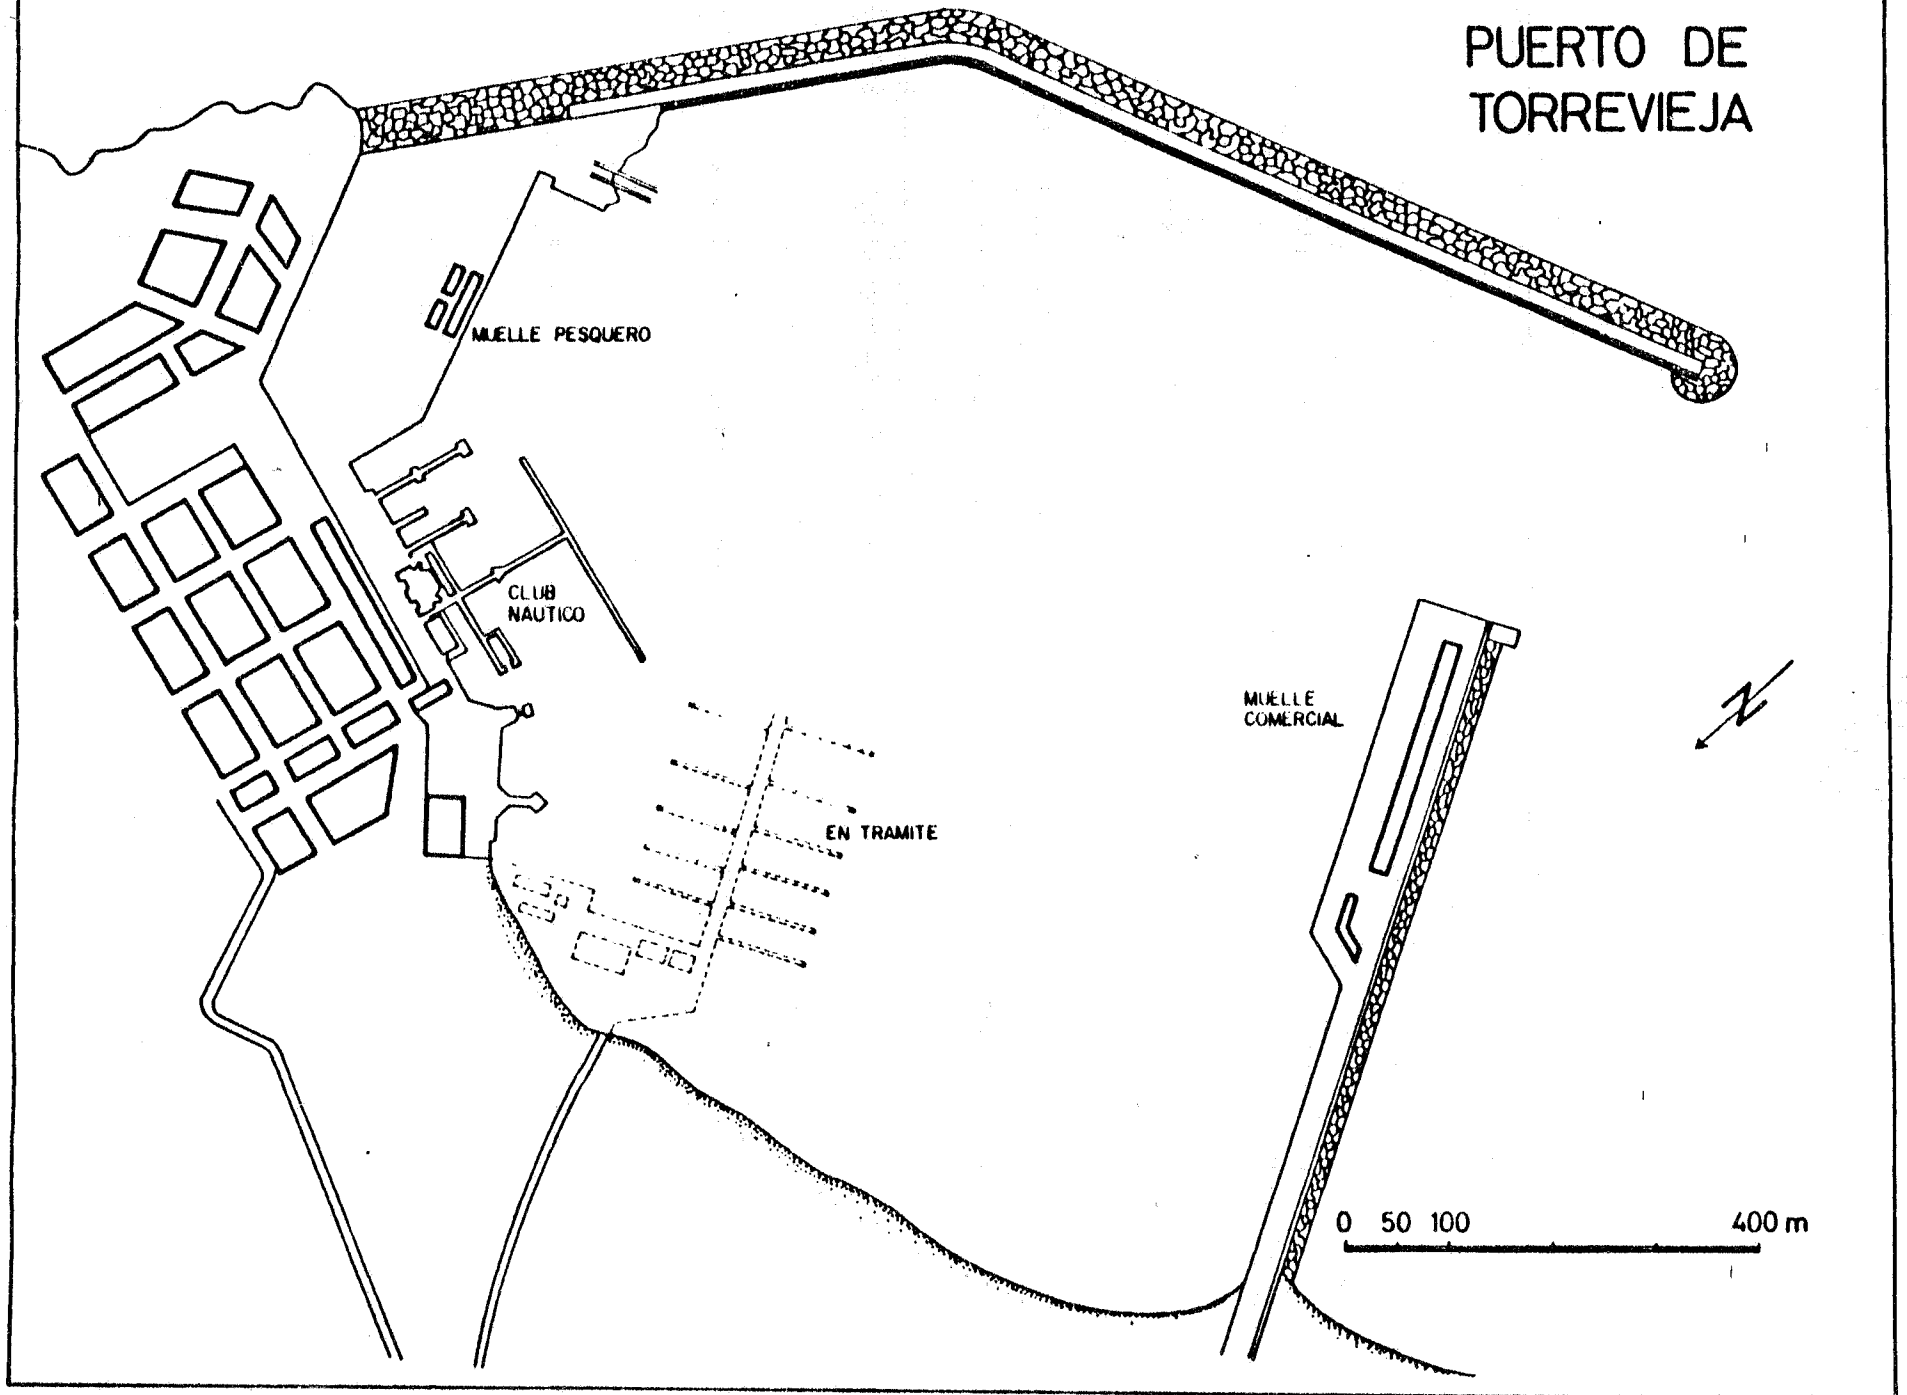 PUERTO DE
TORREVIEJA
MUELLE PESQUERO
CLUB
NAUTICO
MUELLE
COMERCIAL
N
EN TRAMITE
0 50 100 400 m